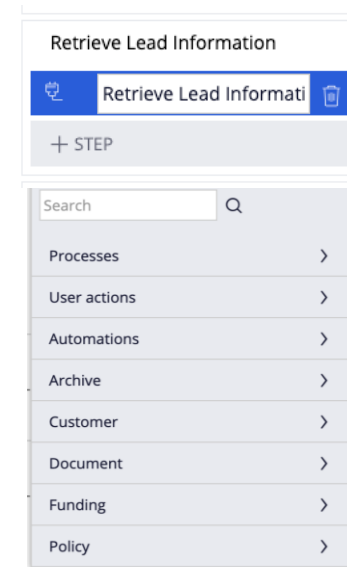 Retrieve Lead Information
Retrieve Lead Informati
+ STEP
Search
Processes
User actions
Automations
Archive
Customer
Document
Funding
Policy